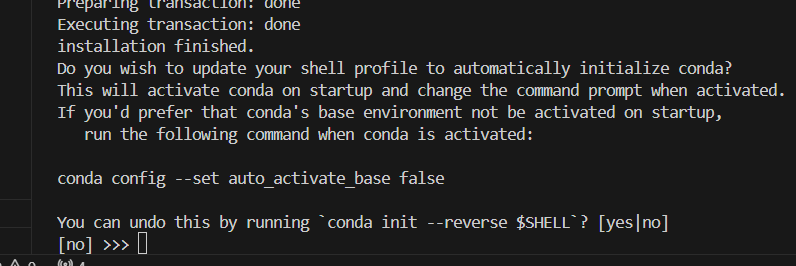 Preparing transaction: done
Executing transaction: done
installation finished.
Do you wish to update your shell profile to automatically initialize conda?
This will activate conda on startup and change the command prompt when activated.
If you'd prefer that conda's base environment not be activated on startup,
   run the following command when conda is activated:

conda config --set auto_activate_base false

You can undo this by running `conda init --reverse $SHELL`? [yes|no]
[no] >>>